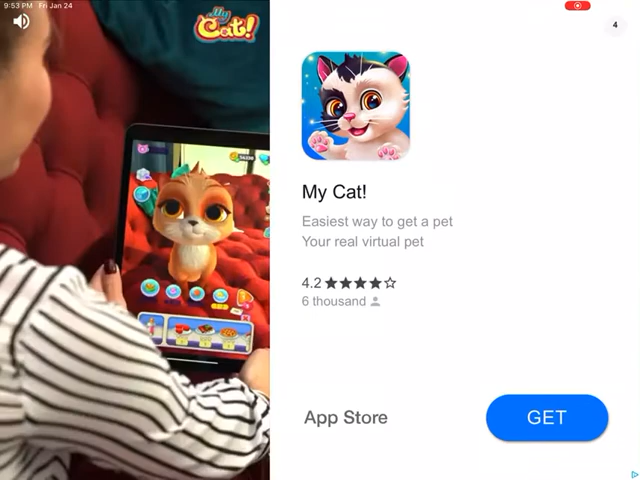 9:53 PM Fri Jan 24
My
Cat!
4
My Cat!
Easiest way to get a pet
Your real virtual pet
4.2
6 thousand
App Store
GET